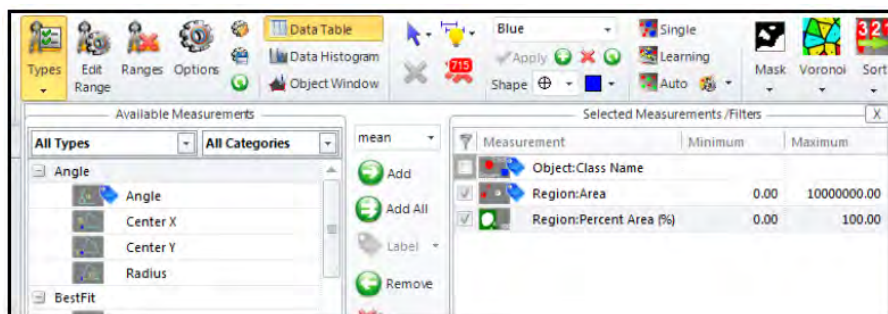 Types
Edit Range
Ranges
Options
Data Table
Data Histogram
Object Window
715
Blue
Apply
Shape
Single
Learning
Auto
Mask
Voronoi
321
Sort
Available Measurements
All Types
All Categories
Angle
Angle
Center X
Center Y
Radius
BestFit
mean
Add
Add All
Label
Remove
Selected Measurements /Filters
X
Measurement Minimum Maximum
Object:Class Name
Region:Area 0.00 10000000.00
Region:Percent Area (%) 0.00 100.00